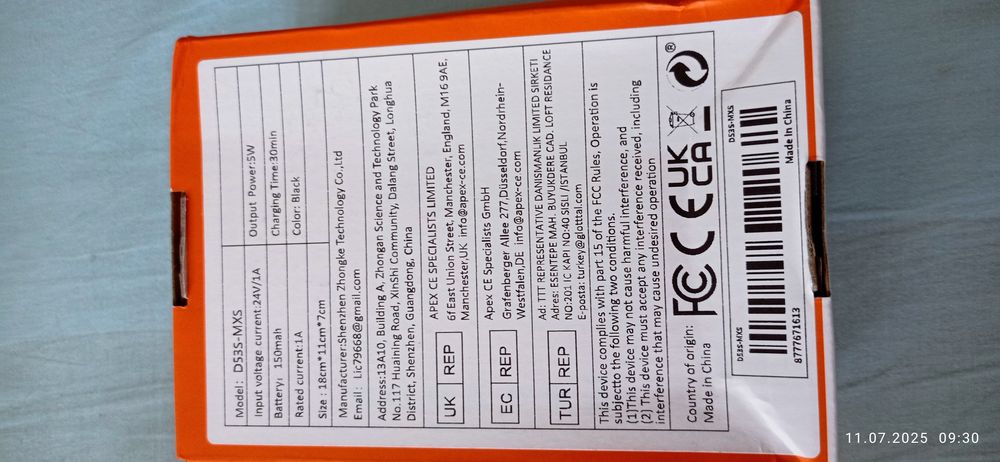 Model: D53S-MXS
Output Power:5W
Input voltage current:24V/1A
Charging Time:30min
Battery: 150mah
Color: Black
Rated current:1A
Size : 18cm*11cm*7cm
Manufacturer:Shenzhen Zhongke Technology Co.,Ltd
Email : Lic79668@gmail.com
Address:13A10, Building A, Zhongan Science and Technology Park
No.117 Huaining Road, XinShi Community, Dalang Street, Longhua
District, Shenzhen, Guangdong, China
UK REP
APEX CE SPECIALISTS LIMITED
6f East Union Street, Manchester, England, M16 9AE,
Manchester,UK info@apex-ce.com
EC REP
Apex CE Specialists GmbH
Grafenberger Allee 277,Düsseldorf,Nordrhein-
Westfalen,DE info@apex-ce.com
TUR REP
Ad: TTT REPRESENTATIVE DANISMANLIK LIMITED SIRKETI
Adres: ESENTEPE MAH. BUYUKDERE CAD. LOFT RESIDANCE
NO:201 IC KAPI NO:40 SISLI /ISTANBUL
E-posta: turkey@glotttal.com
This device complies with part 15 of the FCC Rules, Operation is
subjectto the following two conditions.
(1)This device may not cause harmful interference, and
(2) This device must accept any interference received, including
interference that may cause undesired operation
Country of origin:
Made in China
FCC CE UK
CA
®
D53S-MXS
D53S-MXS
8777671613
Made In China
11.07.2025 09:30